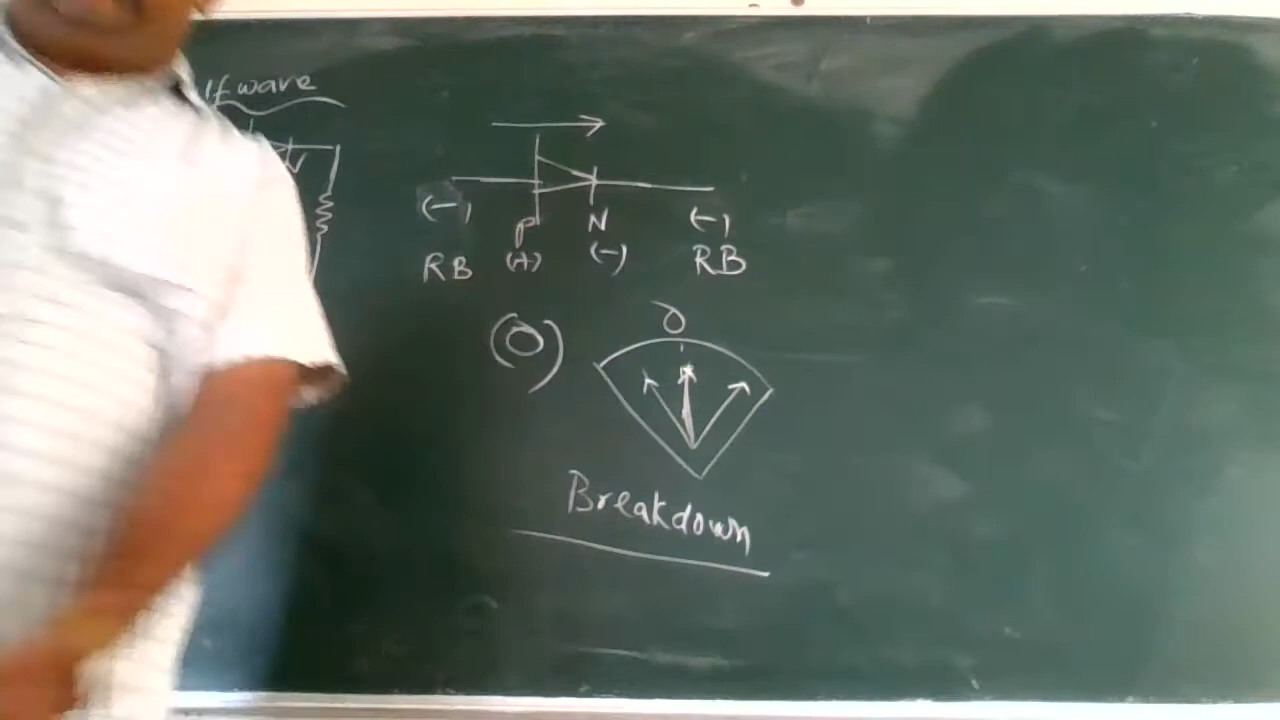 lf wave
(-) P N (-)
RB (A) (-) RB
(0) 0
Breakdown